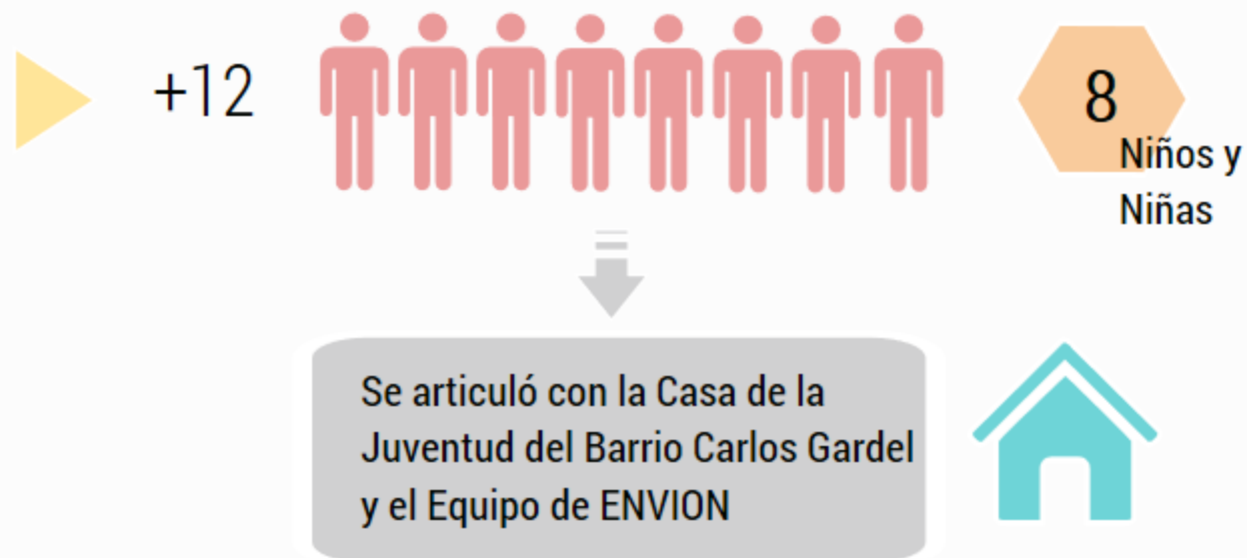 +12
8
Niños y
Niñas
Se articuló con la Casa de la
Juventud del Barrio Carlos Gardel
y el Equipo de ENVION